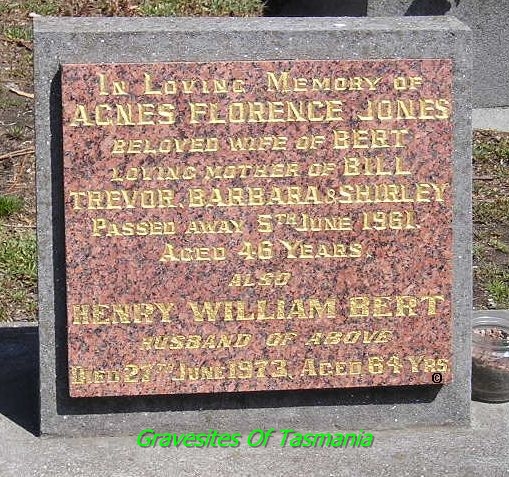 IN LOVING MEMORY OF
AGNES FLORENCE JONES
BELOVED WIFE OF BERT
LOVING MOTHER OF BILL
TREVOR, BARBARA & SHIRLEY
PASSED AWAY 5TH JUNE 1961.
AGED 46 YEARS.
ALSO
HENRY WILLIAM BERT
HUSBAND OF ABOVE
DIED 27TH JUNE 1973, AGED 64 YRS
©
Gravesites Of Tasmania